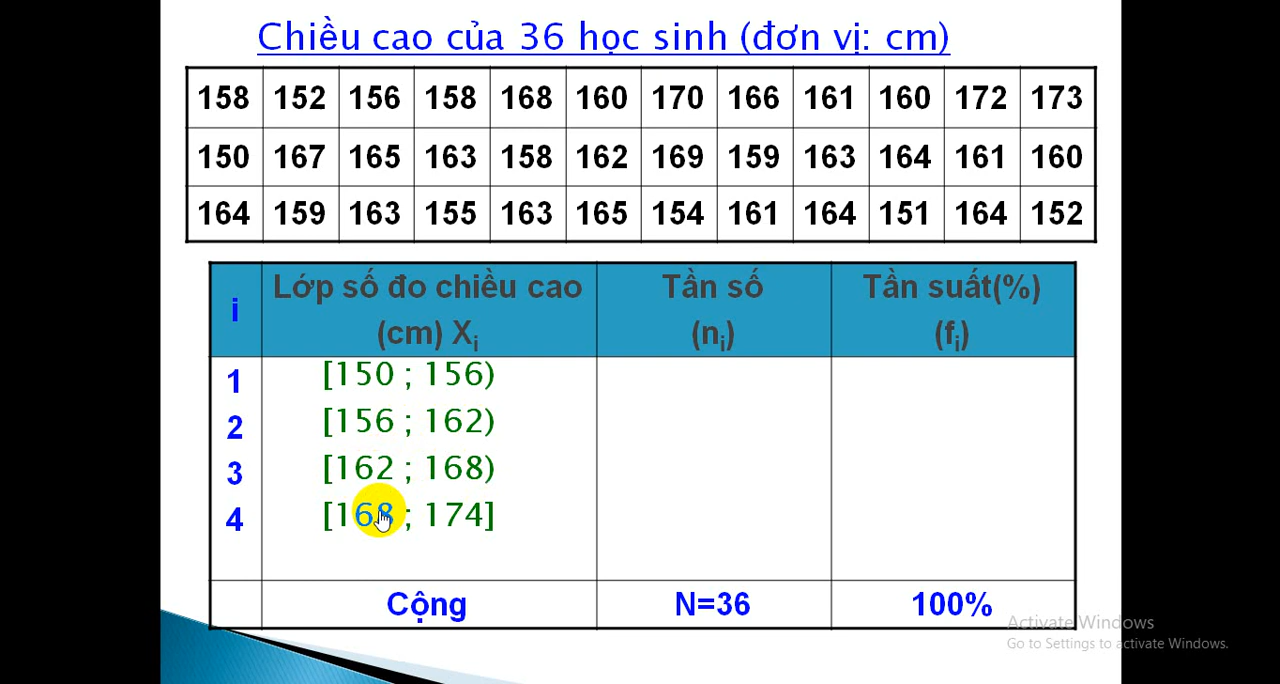 Chiều cao của 36 học sinh (đơn vị: cm)
158 152 156 158 168 160 170 166 161 160 172 173
150 167 165 163 158 162 169 159 163 164 161 160
164 159 163 155 163 165 154 161 164 151 164 152
i Lớp số đo chiều cao (cm) Xi Tần số (ni) Tần suất(%) (fi)
1 [150 ; 156)
2 [156 ; 162)
3 [162 ; 168)
4 [168 ; 174]
Cộng N=36 100%
Activate Windows
Go to Settings to activate Windows.